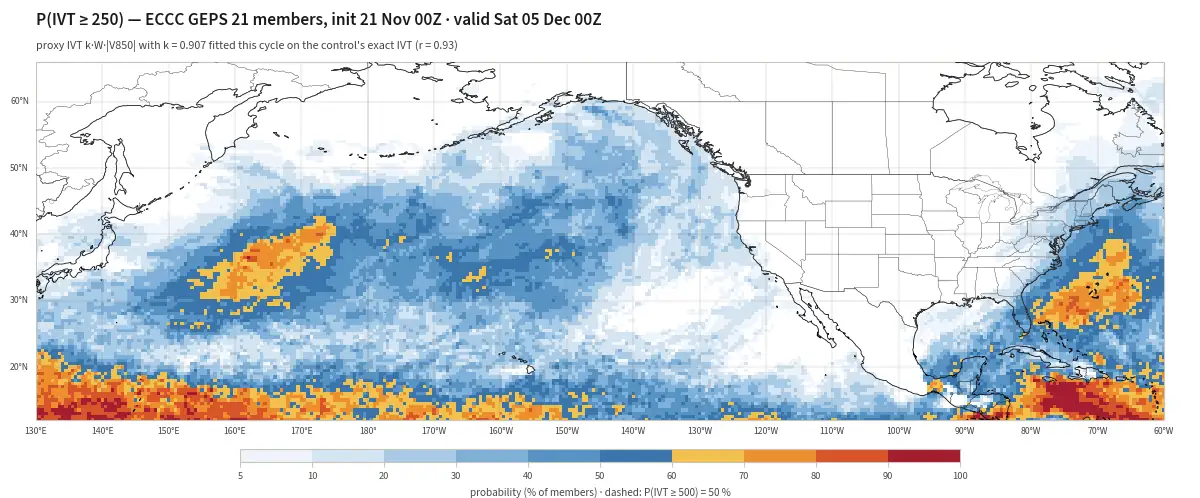 P(IVT ≥ 250) — ECCC GEPS 21 members, init 21 Nov 00Z · valid Sat 05 Dec 00Z
proxy IVT k·W·|V850| with k = 0.907 fitted this cycle on the control's exact IVT (r = 0.93)
60°N
50°N
40°N
30°N
20°N
130°E 140°E 150°E 160°E 170°E 180° 170°W 160°W 150°W 140°W 130°W 120°W 110°W 100°W 90°W 80°W 70°W 60°W
5 10 20 30 40 50 60 70 80 90 100
probability (% of members) · dashed: P(IVT ≥ 500) = 50 %